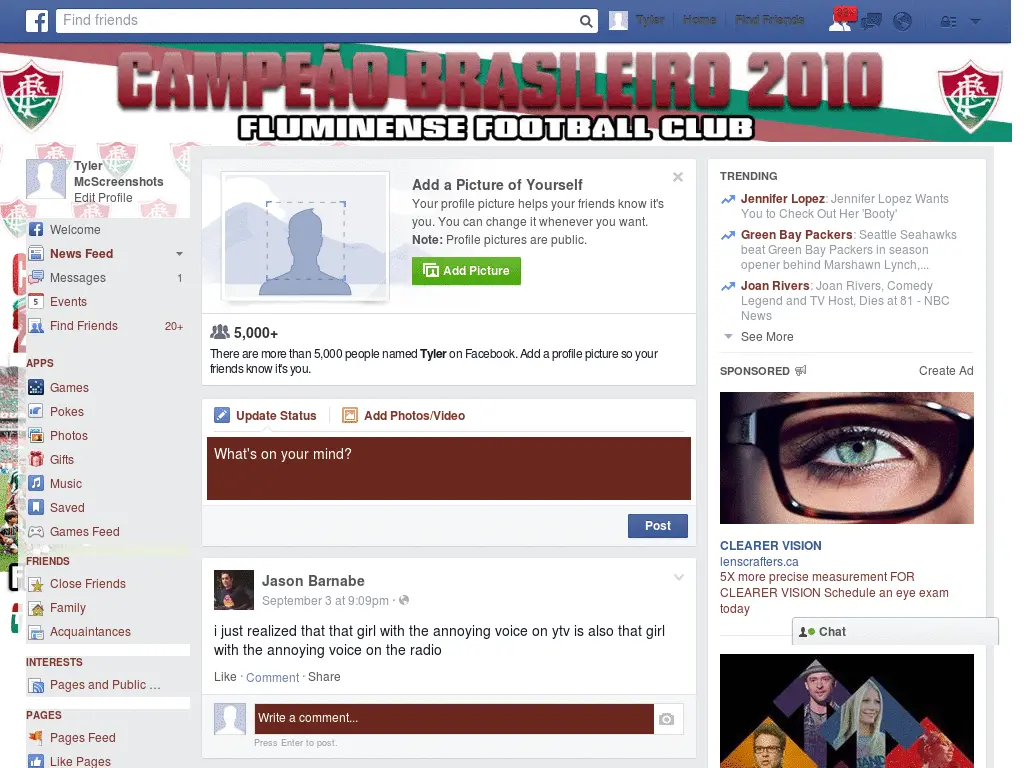 Find friends
Tyler
Home
Find Friends
99+
CAMPEÃO BRASILEIRO 2010
FLUMINENSE FOOTBALL CLUB
Tyler
McScreenshots
Edit Profile
Welcome
News Feed
Messages 1
5 Events
Find Friends 20+
APPS
Games
Pokes
Photos
Gifts
Music
Saved
Games Feed
FRIENDS
Close Friends
Family
Acquaintances
INTERESTS
Pages and Public ...
PAGES
Pages Feed
Like Pages
Add a Picture of Yourself
Your profile picture helps your friends know it's
you. You can change it whenever you want.
Note: Profile pictures are public.
Add Picture
5,000+
There are more than 5,000 people named Tyler on Facebook. Add a profile picture so your
friends know it's you.
Update Status
Add Photos/Video
What's on your mind?
Post
Jason Barnabe
September 3 at 9:09pm ·
i just realized that that girl with the annoying voice on ytv is also that girl
with the annoying voice on the radio
Like · Comment · Share
Write a comment...
Press Enter to post.
TRENDING
Jennifer Lopez: Jennifer Lopez Wants
You to Check Out Her 'Booty'
Green Bay Packers: Seattle Seahawks
beat Green Bay Packers in season
opener behind Marshawn Lynch,...
Joan Rivers: Joan Rivers, Comedy
Legend and TV Host, Dies at 81 - NBC
News
See More
SPONSORED
Create Ad
CLEARER VISION
lenscrafters.ca
5X more precise measurement FOR
CLEARER VISION Schedule an eye exam
today
Chat
STAND